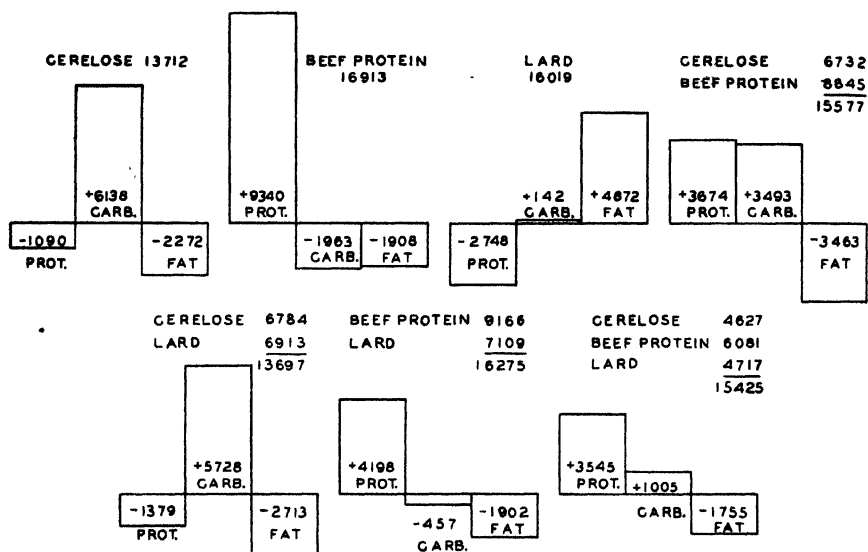 CERELOSE 13712
+6138
CARB.
-1090
PROT.
-2272
FAT
BEEF PROTEIN
16913
+9340
PROT.
-1963
CARB.
-1908
FAT
LARD
16019
-2748
PROT.
+142
CARB.
+4672
FAT
CERELOSE 6732
BEEF PROTEIN 8845
15577
+3674
PROT.
+3493
CARB.
-3463
FAT
CERELOSE 6784
LARD 6913
13697
+5728
CARB.
-1379
PROT.
-2713
FAT
BEEF PROTEIN 9166
LARD 7109
16275
+4198
PROT.
-457
CARB.
-1902
FAT
CERELOSE 4627
BEEF PROTEIN 6081
LARD 4717
15425
+3545
PROT.
+1005
CARB.
-1755
FAT